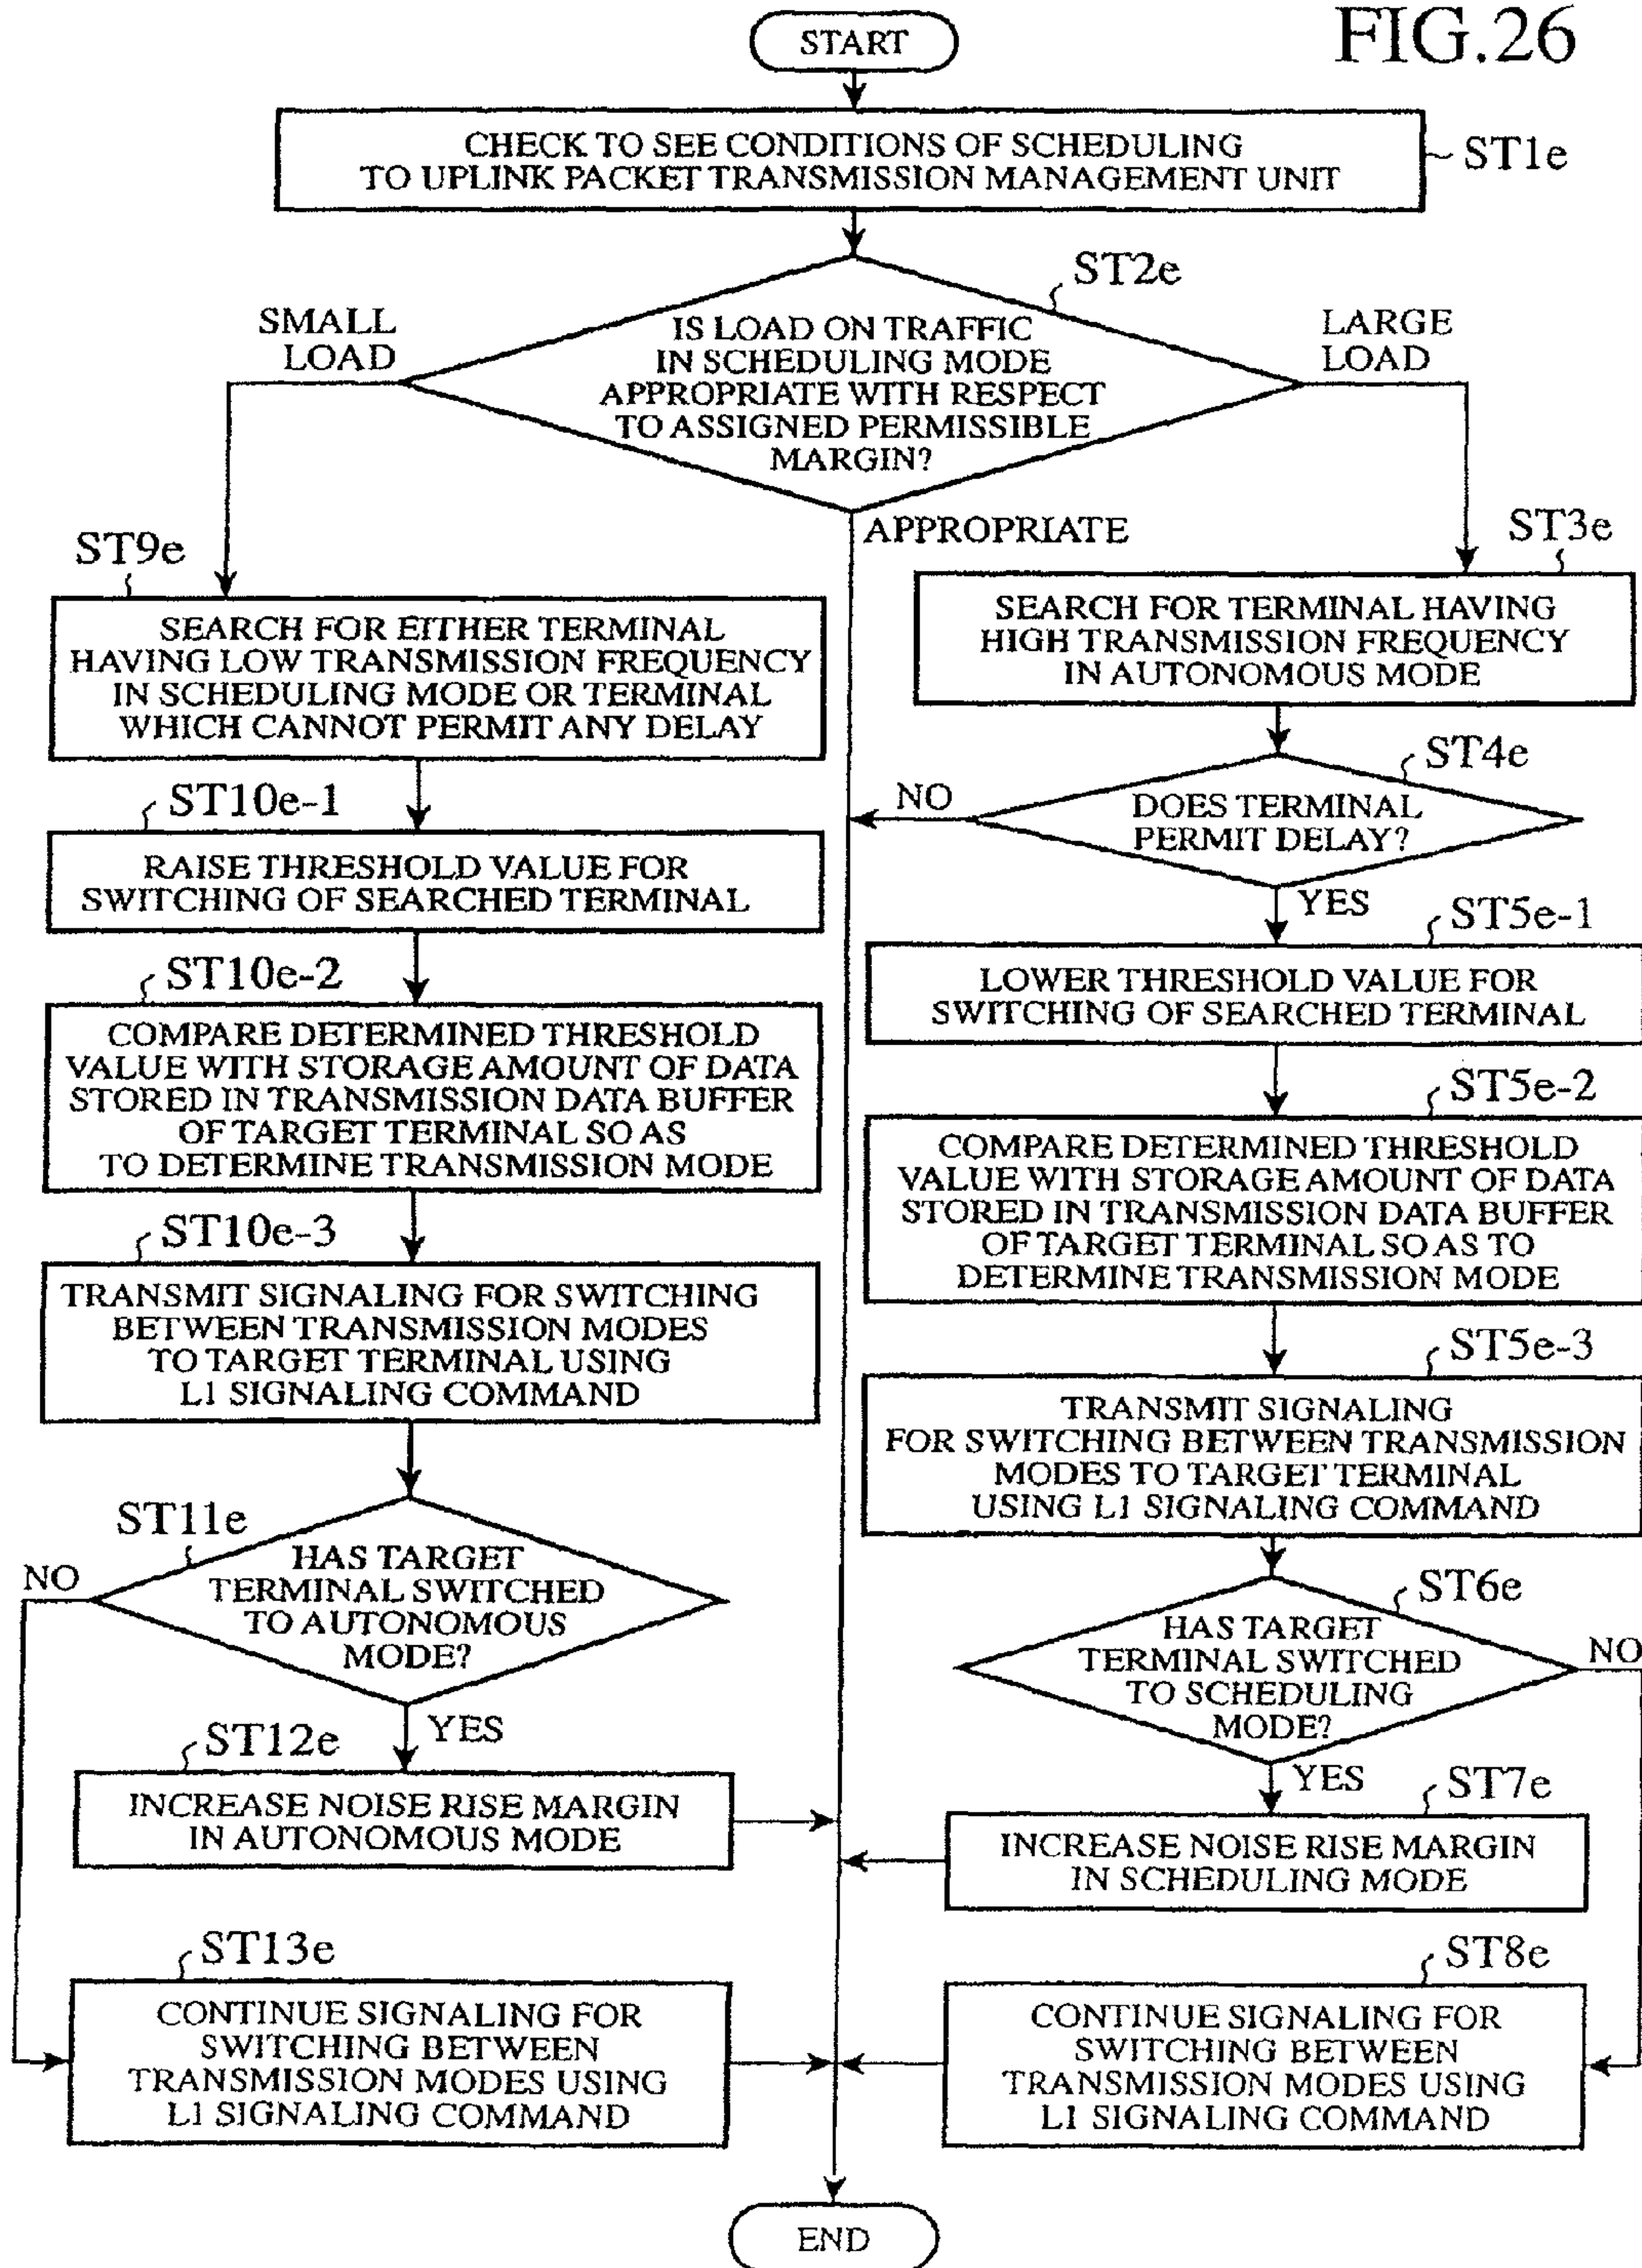 FIG.26
START
CHECK TO SEE CONDITIONS OF SCHEDULING
TO UPLINK PACKET TRANSMISSION MANAGEMENT UNIT
ST1e
ST2e
IS LOAD ON TRAFFIC
IN SCHEDULING MODE
APPROPRIATE WITH RESPECT
TO ASSIGNED PERMISSIBLE
MARGIN?
SMALL
LOAD
LARGE
LOAD
APPROPRIATE
ST9e
SEARCH FOR EITHER TERMINAL
HAVING LOW TRANSMISSION FREQUENCY
IN SCHEDULING MODE OR TERMINAL
WHICH CANNOT PERMIT ANY DELAY
ST10e-1
RAISE THRESHOLD VALUE FOR
SWITCHING OF SEARCHED TERMINAL
ST10e-2
COMPARE DETERMINED THRESHOLD
VALUE WITH STORAGE AMOUNT OF DATA
STORED IN TRANSMISSION DATA BUFFER
OF TARGET TERMINAL SO AS
TO DETERMINE TRANSMISSION MODE
ST10e-3
TRANSMIT SIGNALING FOR SWITCHING
BETWEEN TRANSMISSION MODES
TO TARGET TERMINAL USING
L1 SIGNALING COMMAND
ST11e
HAS TARGET
TERMINAL SWITCHED
TO AUTONOMOUS
MODE?
NO
YES
ST12e
INCREASE NOISE RISE MARGIN
IN AUTONOMOUS MODE
ST13e
CONTINUE SIGNALING FOR
SWITCHING BETWEEN
TRANSMISSION MODES USING
L1 SIGNALING COMMAND
ST3e
SEARCH FOR TERMINAL HAVING
HIGH TRANSMISSION FREQUENCY
IN AUTONOMOUS MODE
ST4e
DOES TERMINAL
PERMIT DELAY?
NO
YES
ST5e-1
LOWER THRESHOLD VALUE FOR
SWITCHING OF SEARCHED TERMINAL
ST5e-2
COMPARE DETERMINED THRESHOLD
VALUE WITH STORAGE AMOUNT OF DATA
STORED IN TRANSMISSION DATA BUFFER
OF TARGET TERMINAL SO AS TO
DETERMINE TRANSMISSION MODE
ST5e-3
TRANSMIT SIGNALING
FOR SWITCHING BETWEEN TRANSMISSION
MODES TO TARGET TERMINAL
USING L1 SIGNALING COMMAND
ST6e
HAS TARGET
TERMINAL SWITCHED
TO SCHEDULING
MODE?
NO
YES
ST7e
INCREASE NOISE RISE MARGIN
IN SCHEDULING MODE
ST8e
CONTINUE SIGNALING FOR
SWITCHING BETWEEN
TRANSMISSION MODES USING
L1 SIGNALING COMMAND
END